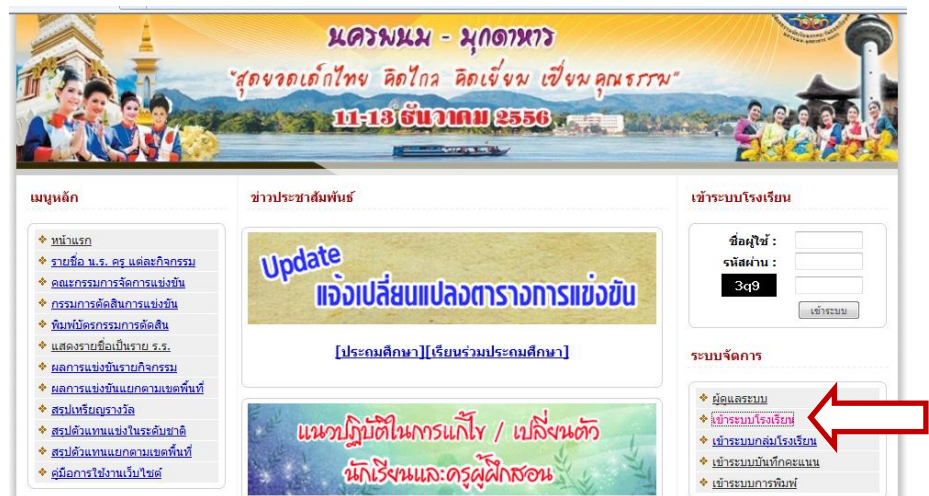 นครพนม - มุกดาหาร
"สุดยอดเด็กไทย คิดไกล คิดเยี่ยม เปี่ยมคุณธรรม"
11-13 ธันวาคม 2556
เมนูหลัก
หน้าแรก
รายชื่อ น.ร. ครู แต่ละกิจกรรม
คณะกรรมการจัดการแข่งขัน
กรรมการตัดสินการแข่งขัน
พิมพ์บัตรกรรมการตัดสิน
แสดงรายชื่อเป็นราย ร.ร.
ผลการแข่งขันรายกิจกรรม
ผลการแข่งขันแยกตามเขตพื้นที่
สรุปเหรียญรางวัล
สรุปตัวแทนแข่งในระดับชาติ
สรุปตัวแทนแยกตามเขตพื้นที่
คู่มือการใช้งานเว็บไซต์
ข่าวประชาสัมพันธ์
Update
แจ้งเปลี่ยนแปลงตารางการแข่งขัน
[ประถมศึกษา][เรียนร่วมประถมศึกษา]
แนวปฏิบัติในการแก้ไข / เปลี่ยนตัว
นักเรียนและครูผู้ฝึกสอน
เข้าระบบโรงเรียน
ชื่อผู้ใช้ :
รหัสผ่าน :
3q9
เข้าระบบ
ระบบจัดการ
ผู้ดูแลระบบ
เข้าระบบโรงเรียน
เข้าระบบกลุ่มโรงเรียน
เข้าระบบบันทึกคะแนน
เข้าระบบการพิมพ์